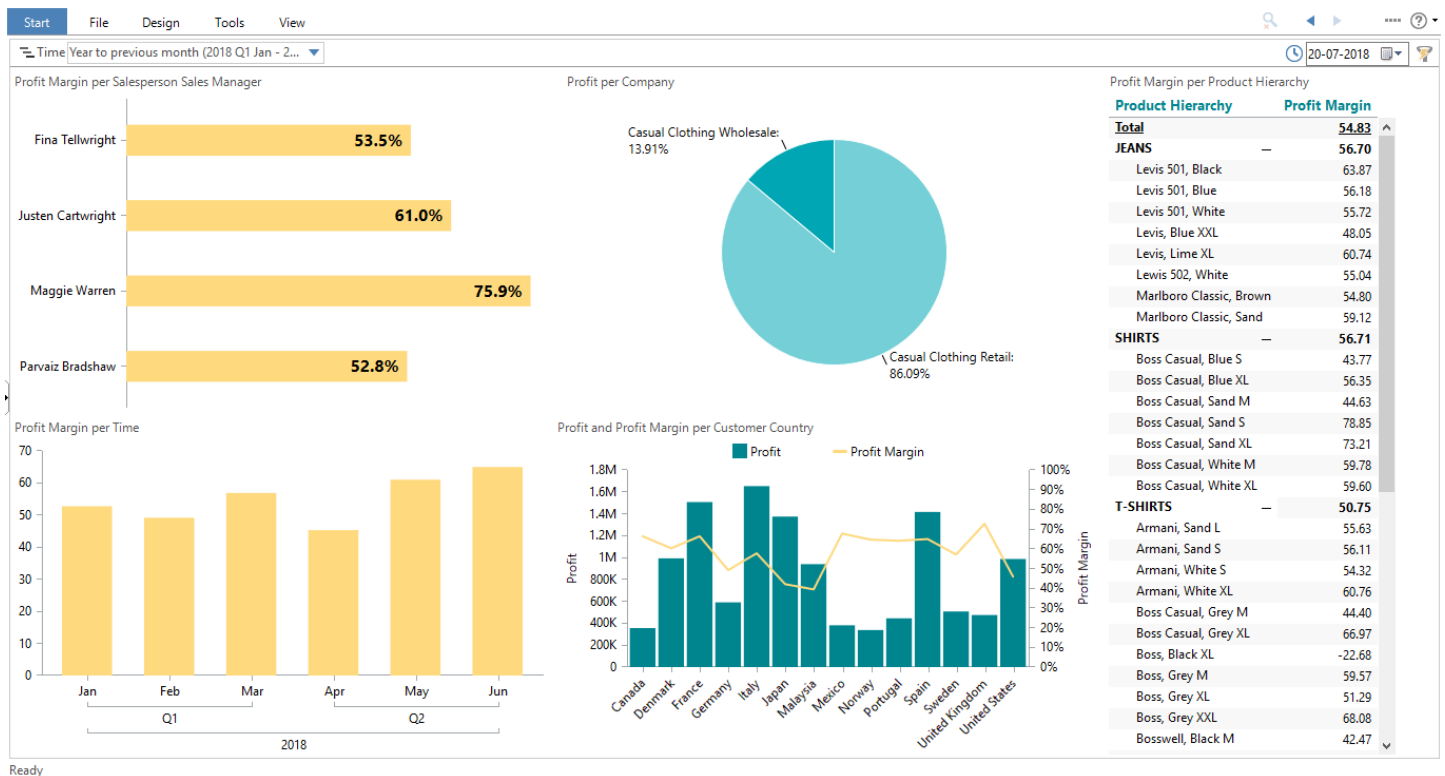 Start File Design Tools View
Time Year to previous month (2018 Q1 Jan - 2... 20-07-2018
Profit Margin per Salesperson Sales Manager
Fina Tellwright 53.5%
Justen Cartwright 61.0%
Maggie Warren 75.9%
Parvaiz Bradshaw 52.8%
Profit per Company
Casual Clothing Wholesale:
13.91%
Casual Clothing Retail:
86.09%
Profit Margin per Product Hierarchy
Product Hierarchy Profit Margin
Total 54.83
JEANS — 56.70
Levis 501, Black 63.87
Levis 501, Blue 56.18
Levis 501, White 55.72
Levis, Blue XXL 48.05
Levis, Lime XL 60.74
Lewis 502, White 55.04
Marlboro Classic, Brown 54.80
Marlboro Classic, Sand 59.12
SHIRTS — 56.71
Boss Casual, Blue S 43.77
Boss Casual, Blue XL 56.35
Boss Casual, Sand M 44.63
Boss Casual, Sand S 78.85
Boss Casual, Sand XL 73.21
Boss Casual, White M 59.78
Boss Casual, White XL 59.60
T-SHIRTS — 50.75
Armani, Sand L 55.63
Armani, Sand S 56.11
Armani, White S 54.32
Armani, White XL 60.76
Boss Casual, Grey M 44.40
Boss Casual, Grey XL 66.97
Boss, Black XL -22.68
Boss, Grey M 59.57
Boss, Grey XL 51.29
Boss, Grey XXL 68.08
Bosswell, Black M 42.47
Profit Margin per Time
70
60
50
40
30
20
10
0
Jan Feb Mar Apr May Jun
Q1 Q2
2018
Profit and Profit Margin per Customer Country
Profit Profit Margin
1.8M 100%
1.6M 90%
1.4M 80%
1.2M 70%
1M 60%
800K 50%
600K 40%
400K 30%
200K 20%
0 10%
0%
Profit
Profit Margin
Canada Denmark France Germany Italy Japan Malaysia Mexico Norway Portugal Spain Sweden United Kingdom United States
Ready